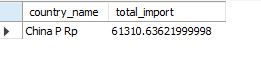 country_name total_import
China P Rp 61310.63621999998